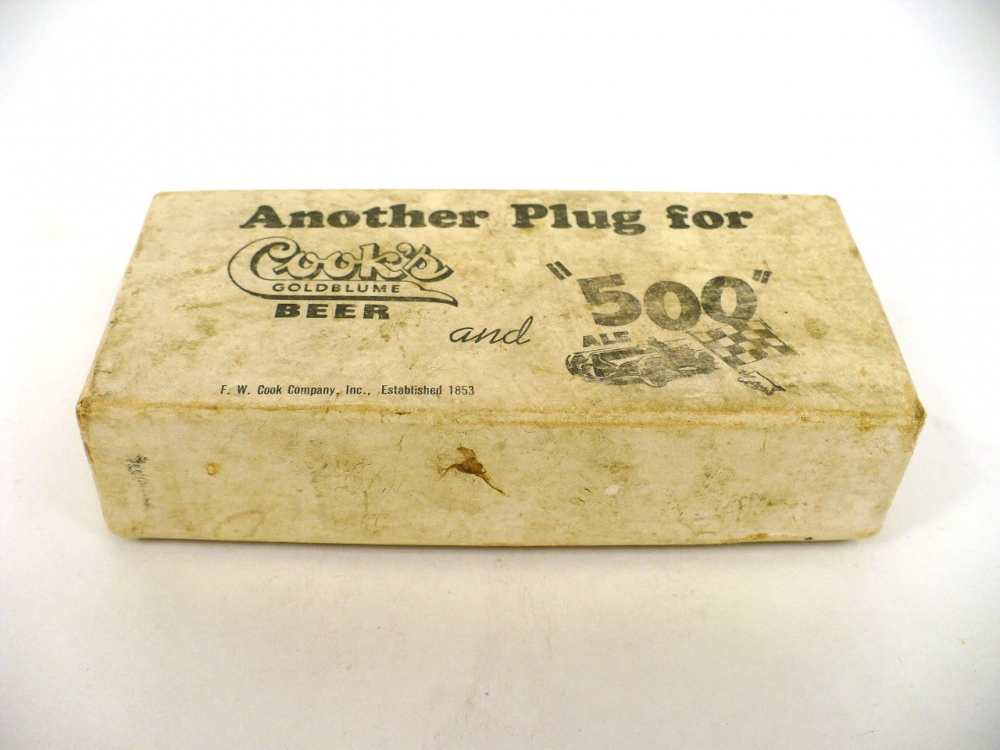 Another Plug for
Cook's
GOLDBLUME
BEER
and
"500"
ALE
F. W. Cook Company, Inc., Established 1853